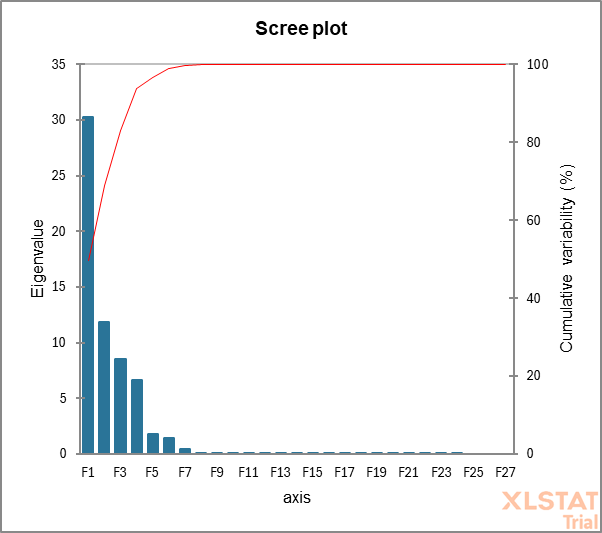 Scree plot
35
30
25
20
15
10
5
0
Eigenvalue
100
80
60
40
20
0
Cumulative variability (%)
F1 F3 F5 F7 F9 F11 F13 F15 F17 F19 F21 F23 F25 F27
axis
XLSTAT
Trial